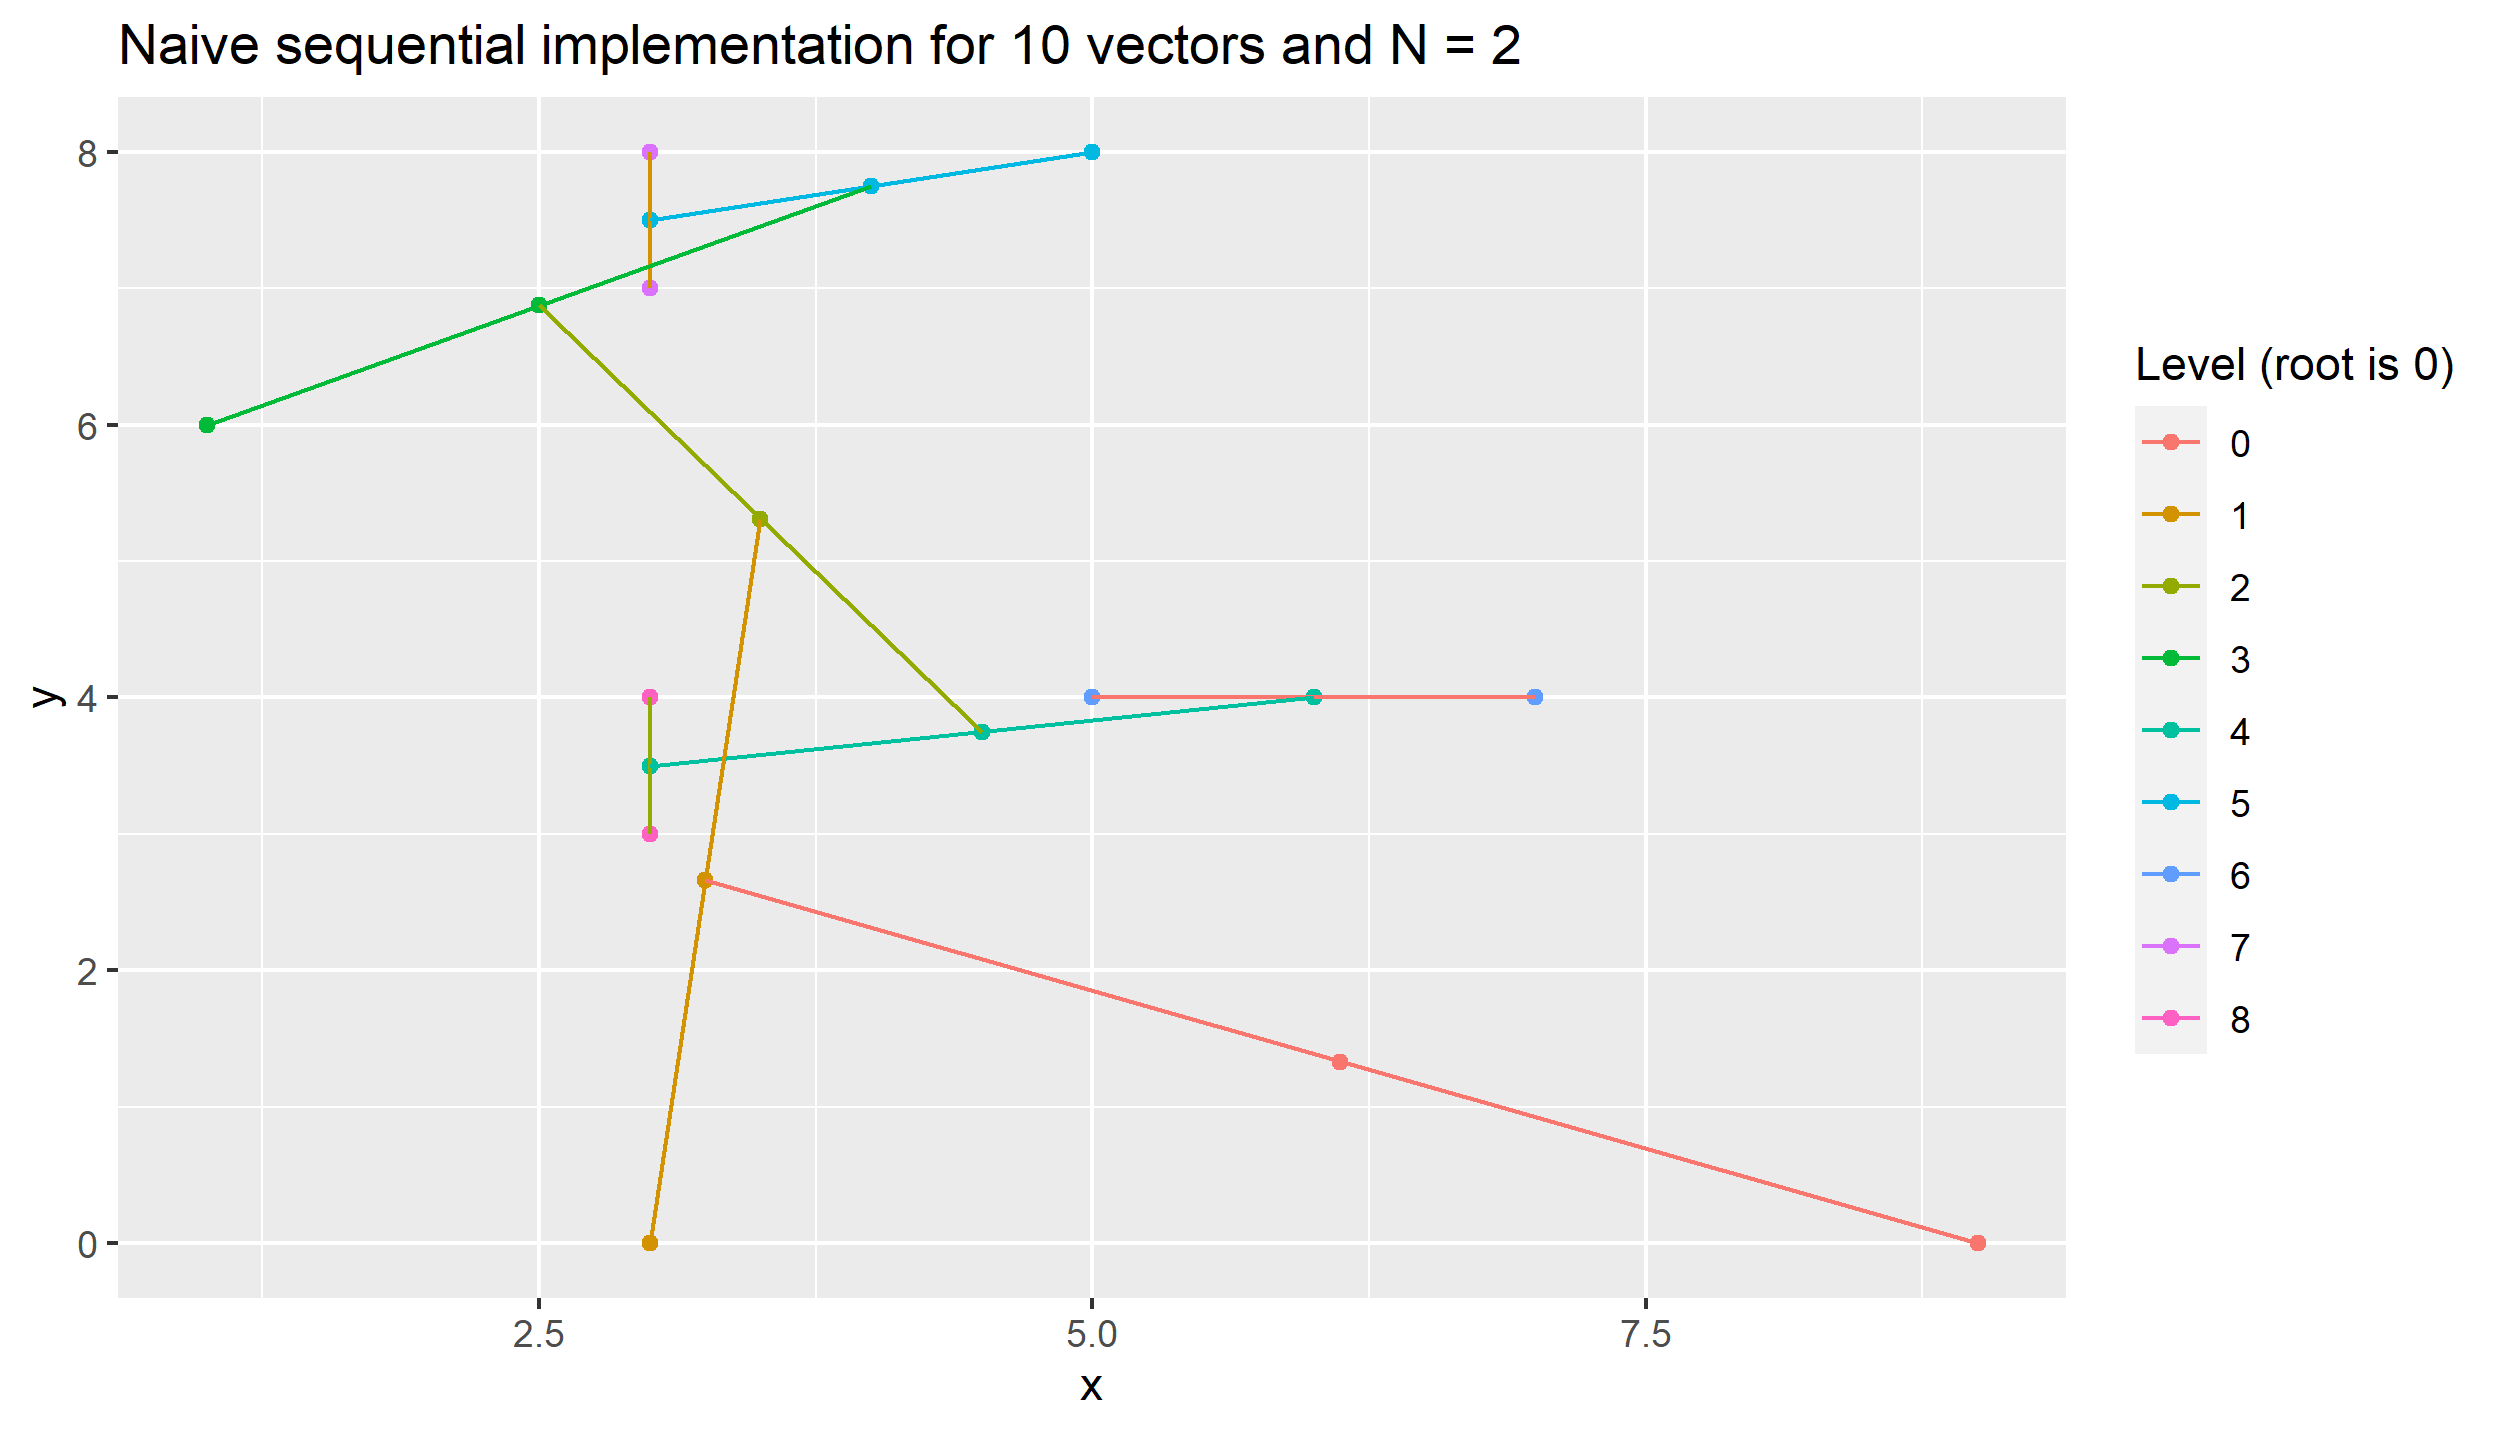 Naive sequential implementation for 10 vectors and N = 2
8
6
4
2
0
y
2.5 5.0 7.5
x
Level (root is 0)
0
1
2
3
4
5
6
7
8